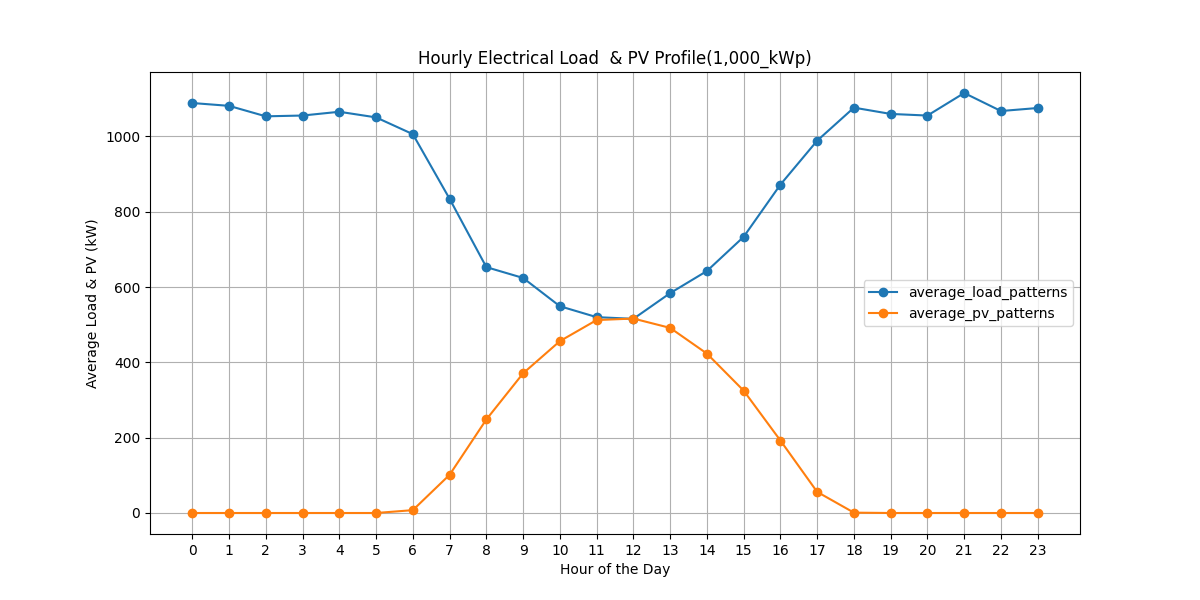 Hourly Electrical Load  & PV Profile(1,000_kWp)
Average Load & PV (kW)
1000
800
600
400
200
0
average_load_patterns
average_pv_patterns
0 1 2 3 4 5 6 7 8 9 10 11 12 13 14 15 16 17 18 19 20 21 22 23
Hour of the Day